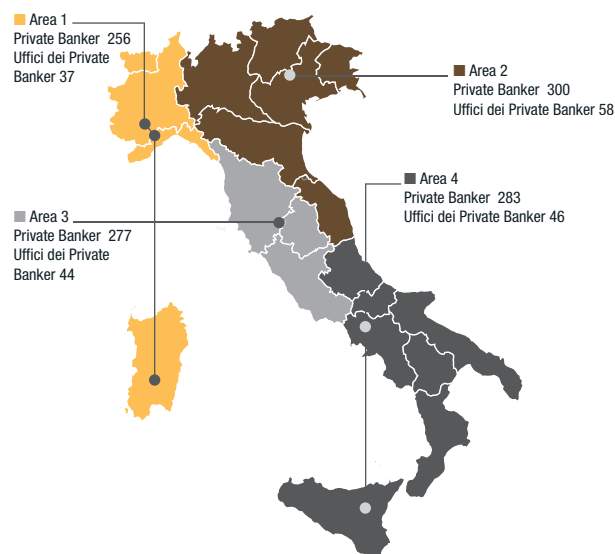 Area 1
Private Banker 256
Uffici dei Private
Banker 37
Area 2
Private Banker 300
Uffici dei Private Banker 58
Area 3
Private Banker 277
Uffici dei Private
Banker 44
Area 4
Private Banker 283
Uffici dei Private Banker 46